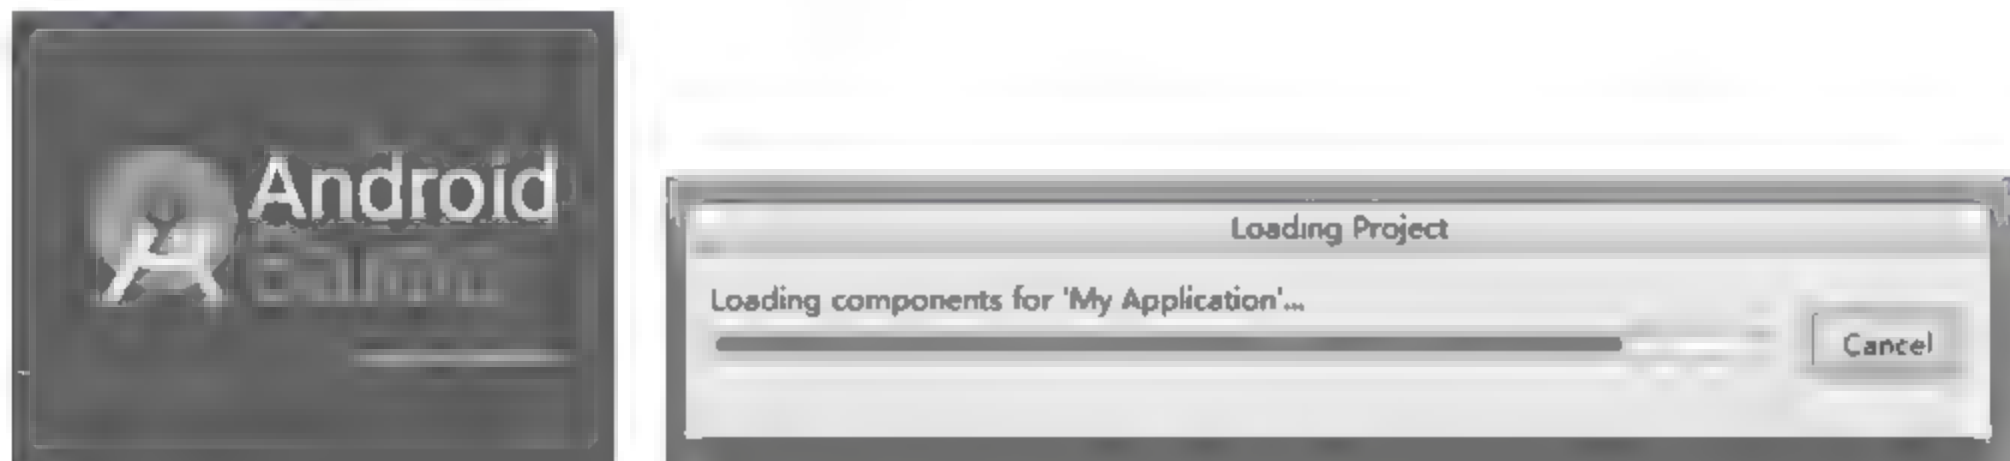 Android
Loading Project
Loading components for 'My Application'...
Cancel